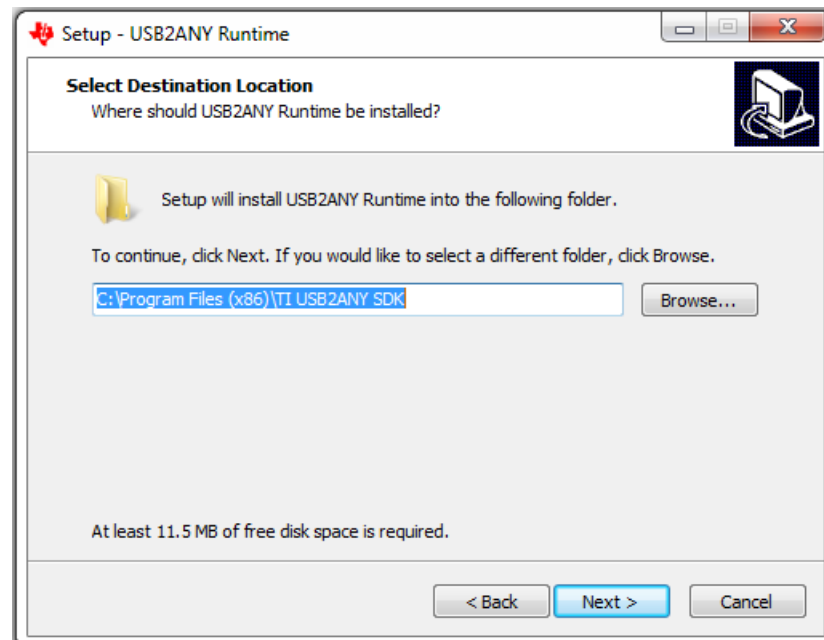 Setup - USB2ANY Runtime
Select Destination Location
Where should USB2ANY Runtime be installed?
Setup will install USB2ANY Runtime into the following folder.
To continue, click Next. If you would like to select a different folder, click Browse.
C:\Program Files (x86)\TI USB2ANY SDK
Browse...
At least 11.5 MB of free disk space is required.
< Back
Next >
Cancel